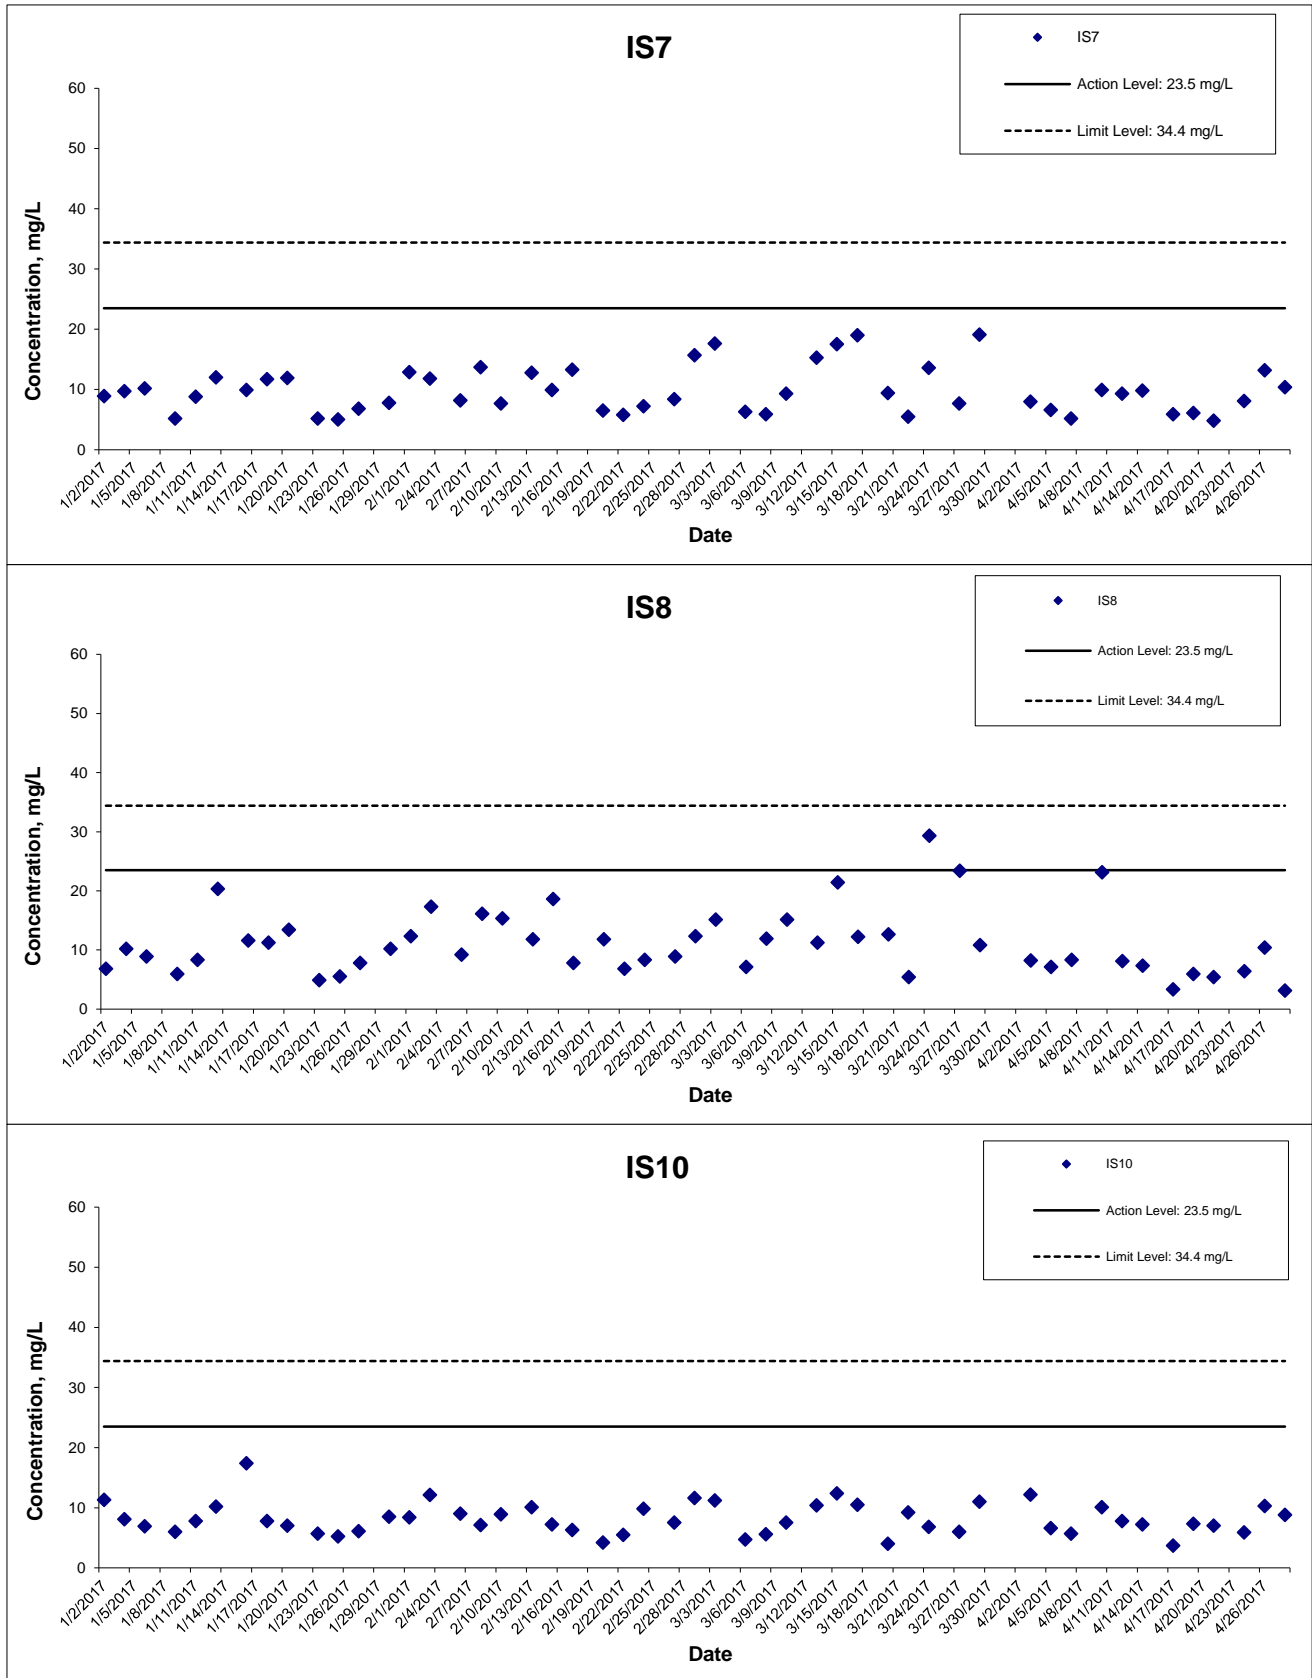 IS7
IS7
Action Level: 23.5 mg/L
Limit Level: 34.4 mg/L
Concentration, mg/L
60
50
40
30
20
10
0
1/2/2017 1/5/2017 1/8/2017 1/11/2017 1/14/2017 1/17/2017 1/20/2017 1/23/2017 1/26/2017 1/29/2017 2/1/2017 2/4/2017 2/7/2017 2/10/2017 2/13/2017 2/16/2017 2/19/2017 2/22/2017 2/25/2017 2/28/2017 3/3/2017 3/6/2017 3/9/2017 3/12/2017 3/15/2017 3/18/2017 3/21/2017 3/24/2017 3/27/2017 3/30/2017 4/2/2017 4/5/2017 4/8/2017 4/11/2017 4/14/2017 4/17/2017 4/20/2017 4/23/2017 4/26/2017
Date
IS8
IS8
Action Level: 23.5 mg/L
Limit Level: 34.4 mg/L
Concentration, mg/L
60
50
40
30
20
10
0
1/2/2017 1/5/2017 1/8/2017 1/11/2017 1/14/2017 1/17/2017 1/20/2017 1/23/2017 1/26/2017 1/29/2017 2/1/2017 2/4/2017 2/7/2017 2/10/2017 2/13/2017 2/16/2017 2/19/2017 2/22/2017 2/25/2017 2/28/2017 3/3/2017 3/6/2017 3/9/2017 3/12/2017 3/15/2017 3/18/2017 3/21/2017 3/24/2017 3/27/2017 3/30/2017 4/2/2017 4/5/2017 4/8/2017 4/11/2017 4/14/2017 4/17/2017 4/20/2017 4/23/2017 4/26/2017
Date
IS10
IS10
Action Level: 23.5 mg/L
Limit Level: 34.4 mg/L
Concentration, mg/L
60
50
40
30
20
10
0
1/2/2017 1/5/2017 1/8/2017 1/11/2017 1/14/2017 1/17/2017 1/20/2017 1/23/2017 1/26/2017 1/29/2017 2/1/2017 2/4/2017 2/7/2017 2/10/2017 2/13/2017 2/16/2017 2/19/2017 2/22/2017 2/25/2017 2/28/2017 3/3/2017 3/6/2017 3/9/2017 3/12/2017 3/15/2017 3/18/2017 3/21/2017 3/24/2017 3/27/2017 3/30/2017 4/2/2017 4/5/2017 4/8/2017 4/11/2017 4/14/2017 4/17/2017 4/20/2017 4/23/2017 4/26/2017
Date